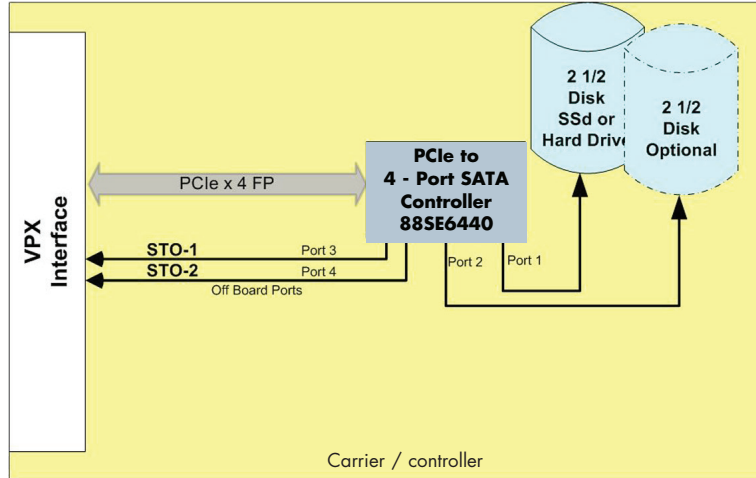 2 1/2
Disk
SSd or
Hard Drive
2 1/2
Disk
Optional
PCIe to
4 - Port SATA
Controller
88SE6440
PCIe x 4 FP
VPX
Interface
STO-1
Port 3
STO-2
Port 4
Off Board Ports
Port 2
Port 1
Carrier / controller